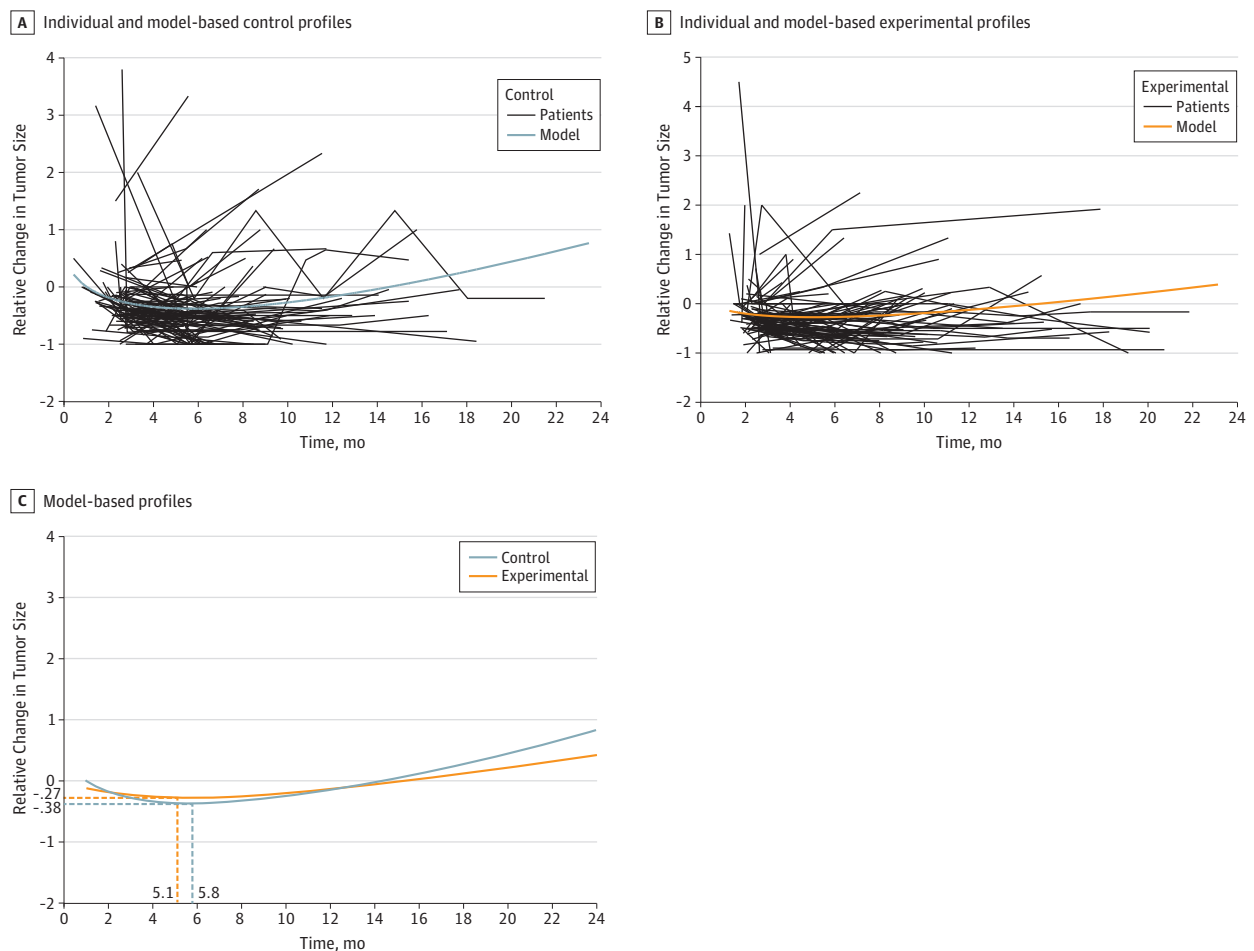 A Individual and model-based control profiles
4
3
2
1
0
-1
-2
Relative Change in Tumor Size
0 2 4 6 8 10 12 14 16 18 20 22 24
Time, mo
Control
Patients
Model
B Individual and model-based experimental profiles
5
4
3
2
1
0
-1
-2
Relative Change in Tumor Size
0 2 4 6 8 10 12 14 16 18 20 22 24
Time, mo
Experimental
Patients
Model
C Model-based profiles
4
3
2
1
0
-.27
-.38
-1
-2
Relative Change in Tumor Size
5.1 5.8
0 2 4 6 8 10 12 14 16 18 20 22 24
Time, mo
Control
Experimental